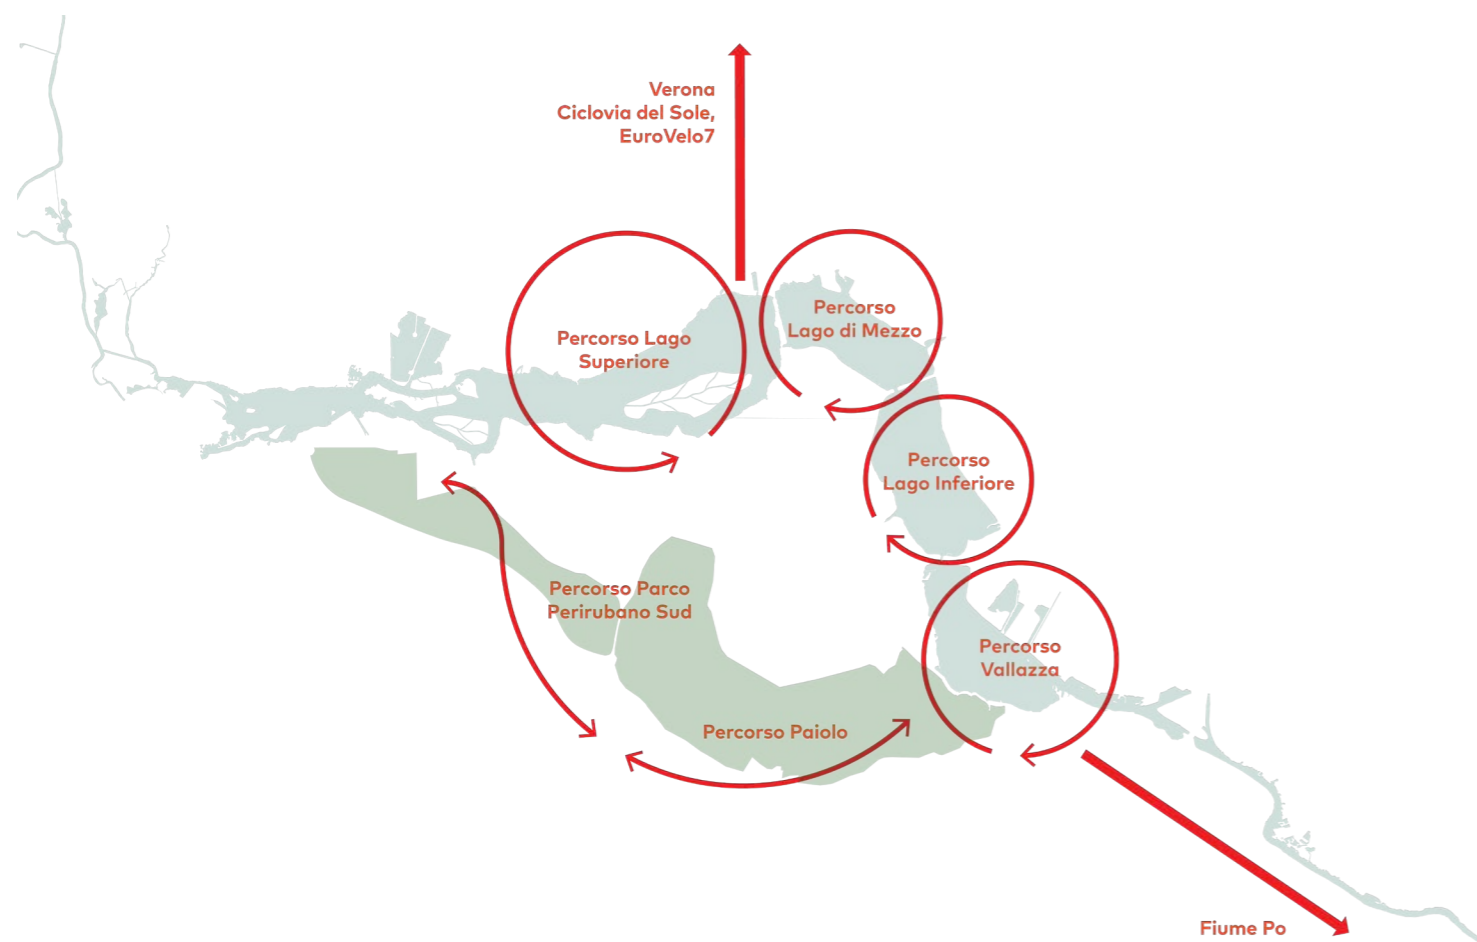 Verona
Ciclovia del Sole,
EuroVelo7
Percorso
Lago di Mezzo
Percorso Lago
Superiore
Percorso
Lago Inferiore
Percorso Parco
Perirubano Sud
Percorso
Vallazza
Percorso Paiolo
Fiume Po